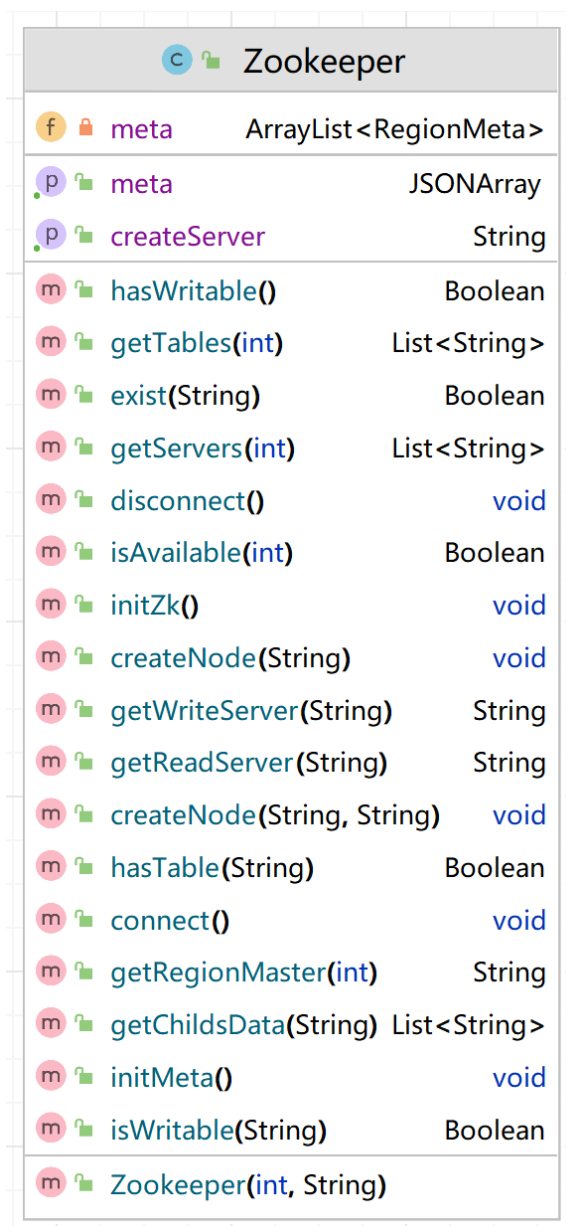 C Zookeeper
f meta ArrayList<RegionMeta>
p meta JSONArray
p createServer String
m hasWritable() Boolean
m getTables(int) List<String>
m exist(String) Boolean
m getServers(int) List<String>
m disconnect() void
m isAvailable(int) Boolean
m initZk() void
m createNode(String) void
m getWriteServer(String) String
m getReadServer(String) String
m createNode(String, String) void
m hasTable(String) Boolean
m connect() void
m getRegionMaster(int) String
m getChildsData(String) List<String>
m initMeta() void
m isWritable(String) Boolean
m Zookeeper(int, String)